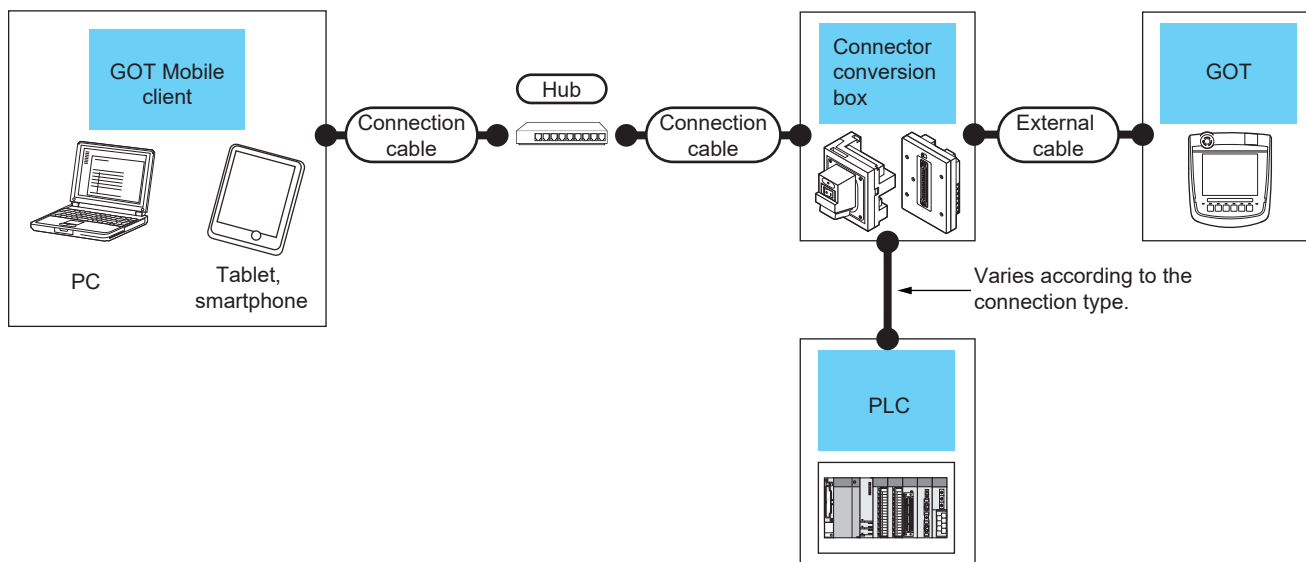 GOT Mobile
client
PC
Tablet,
smartphone
Connection
cable
Hub
Connection
cable
Connector
conversion
box
External
cable
GOT
Varies according to the
connection type.
PLC